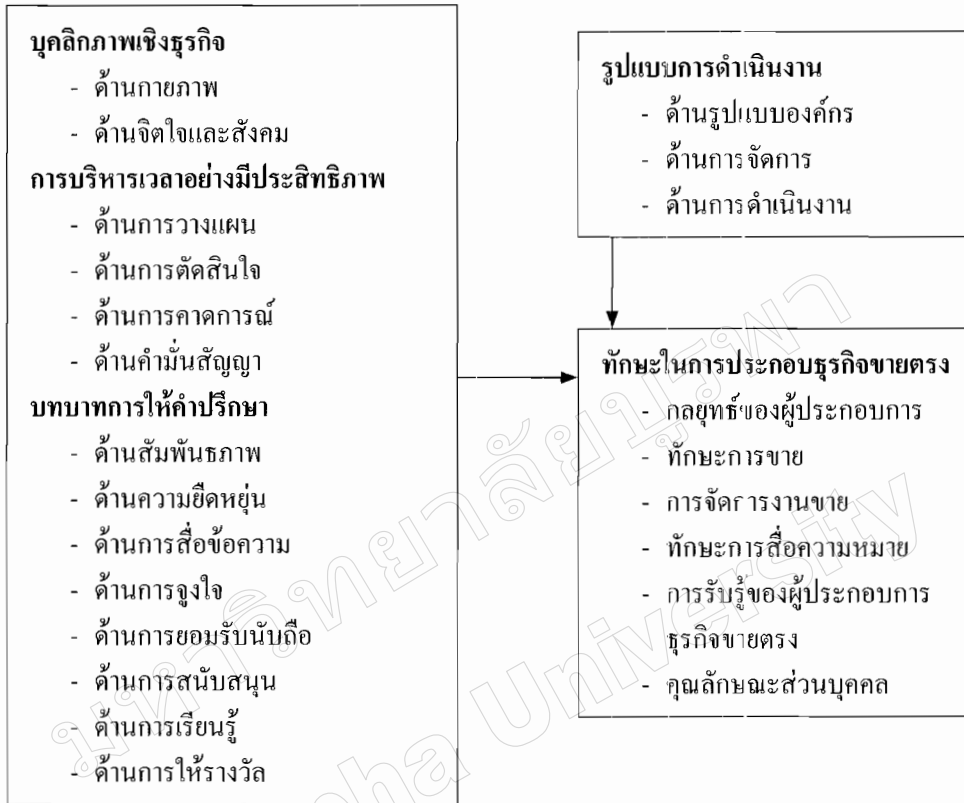 บุคลิกภาพเชิงธุรกิจ
- ด้านกายภาพ
- ด้านจิตใจและสังคม
การบริหารเวลาอย่างมีประสิทธิภาพ
- ด้านการวางแผน
- ด้านการตัดสินใจ
- ด้านการคาดการณ์
- ด้านคำมั่นสัญญา
บทบาทการให้คำปรึกษา
- ด้านสัมพันธภาพ
- ด้านความยืดหยุ่น
- ด้านการสื่อข้อความ
- ด้านการจูงใจ
- ด้านการยอมรับนับถือ
- ด้านการสนับสนุน
- ด้านการเรียนรู้
- ด้านการให้รางวัล
รูปแบบการดำเนินงาน
- ด้านรูปแบบองค์กร
- ด้านการจัดการ
- ด้านการดำเนินงาน
ทักษะในการประกอบธุรกิจขายตรง
- กลยุทธ์ของผู้ประกอบการ
- ทักษะการขาย
- การจัดการงานขาย
- ทักษะการสื่อความหมาย
- การรับรู้ของผู้ประกอบการ
ธุรกิจขายตรง
- คุณลักษณะส่วนบุคคล
มหาวิทยาลัยบูรพา
University